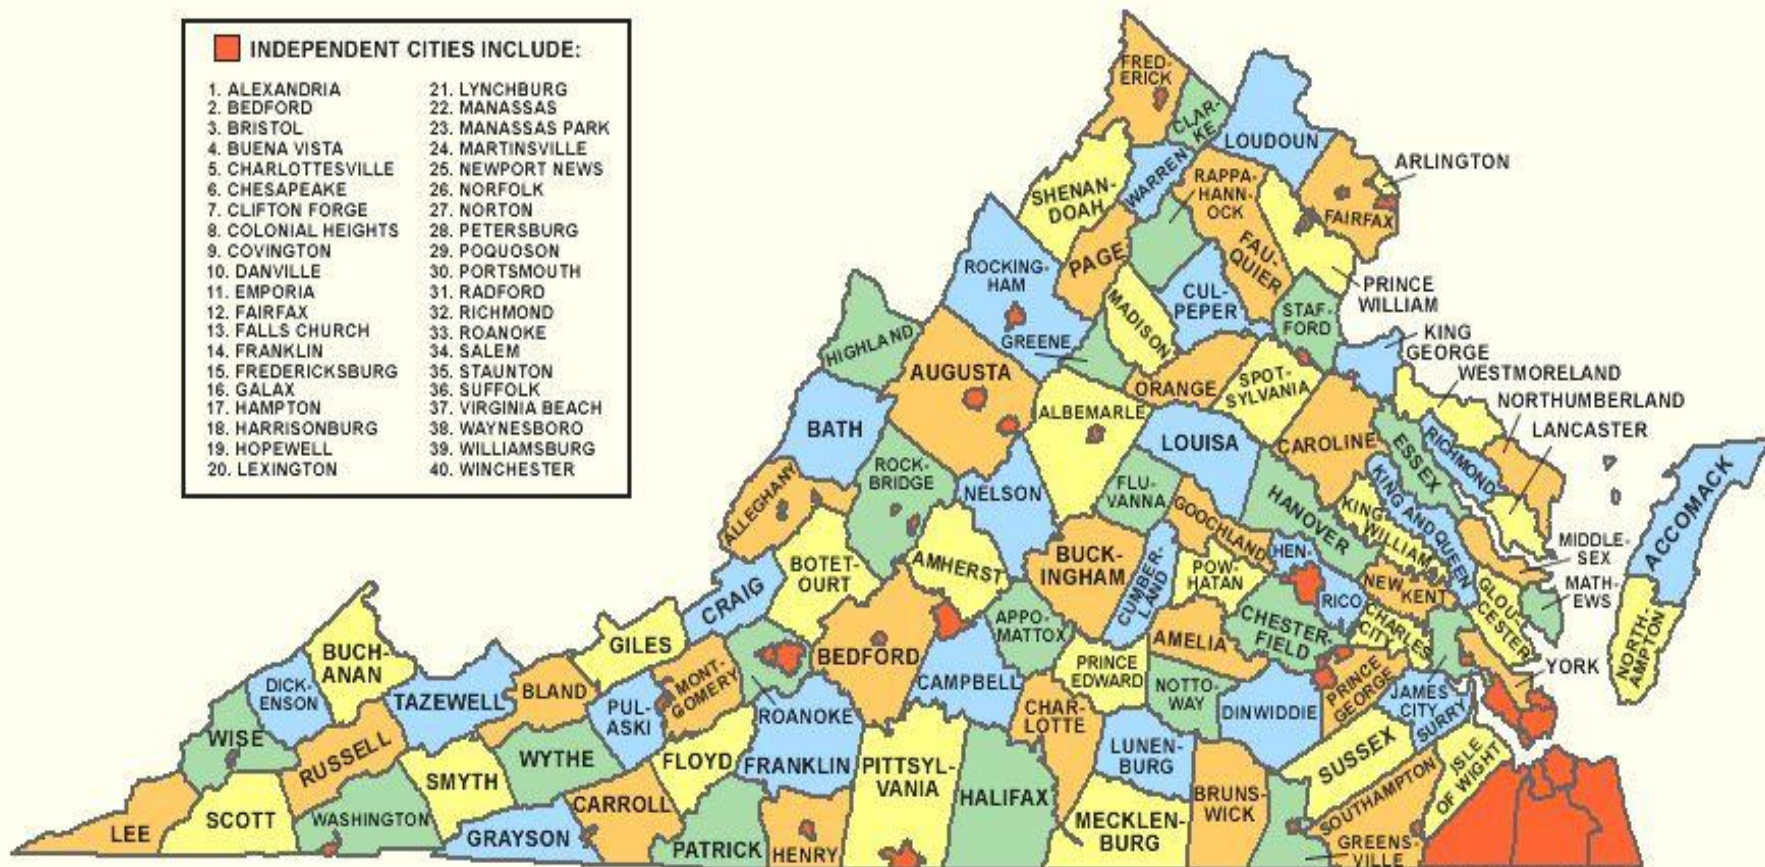 INDEPENDENT CITIES INCLUDE:
1. ALEXANDRIA
2. BEDFORD
3. BRISTOL
4. BUENA VISTA
5. CHARLOTTESVILLE
6. CHESAPEAKE
7. CLIFTON FORGE
8. COLONIAL HEIGHTS
9. COVINGTON
10. DANVILLE
11. EMPORIA
12. FAIRFAX
13. FALLS CHURCH
14. FRANKLIN
15. FREDERICKSBURG
16. GALAX
17. HAMPTON
18. HARRISONBURG
19. HOPEWELL
20. LEXINGTON
21. LYNCHBURG
22. MANASSAS
23. MANASSAS PARK
24. MARTINSVILLE
25. NEWPORT NEWS
26. NORFOLK
27. NORTON
28. PETERSBURG
29. POQUOSON
30. PORTSMOUTH
31. RADFORD
32. RICHMOND
33. ROANOKE
34. SALEM
35. STAUNTON
36. SUFFOLK
37. VIRGINIA BEACH
38. WAYNESBORO
39. WILLIAMSBURG
40. WINCHESTER
FRED-
ERICK
CLAR-
KE
LOUDOUN
ARLINGTON
WARREN
RAPPA-
HANN-
OCK
SHENAN-
DOAH
FAIRFAX
PAGE
FAU-
QUIER
PRINCE
WILLIAM
ROCKING-
HAM
MADISON
CUL-
PEPER
STAF-
FORD
KING
GEORGE
HIGHLAND
GREENE
AUGUSTA
ORANGE
SPOT-
SYLVANIA
WESTMORELAND
NORTHUMBERLAND
LANCASTER
BATH
ALBEMARLE
LOUISA
CAROLINE
ESSEX
RICHMOND
ROCK-
BRIDGE
NELSON
FLU-
VANNA
HANOVER
KING AND QUEEN
ACCOMACK
ALLEGHANY
GOOCHLAND
KING
WILLIAM
MIDDLE-
SEX
BOTET-
OURT
AMHERST
BUCK-
INGHAM
CUMBER-
LAND
POW-
HATAN
HEN-
RICO
NEW
KENT
GLOU-
CESTER
MATH-
EWS
CRAIG
APPO-
MATTOX
AMELIA
CHESTER-
FIELD
CHARLES
CITY
NORTH-
AMPTON
GILES
BEDFORD
PRINCE
EDWARD
YORK
BUCH-
ANAN
DICK-
ENSON
TAZEWELL
BLAND
PUL-
ASKI
MONT-
GOMERY
ROANOKE
CAMPBELL
CHAR-
LOTTE
NOTTO-
WAY
DINWIDDIE
PRINCE
GEORGE
JAMES
CITY
SURRY
WISE
RUSSELL
SMYTH
WYTHE
FLOYD
FRANKLIN
PITTSYL-
VANIA
LUNEN-
BURG
SUSSEX
ISLE
OF WIGHT
LEE
SCOTT
WASHINGTON
GRAYSON
CARROLL
PATRICK
HENRY
HALIFAX
MECKLEN-
BURG
BRUNS-
WICK
SOUTHAMPTON
GREENS-
VILLE